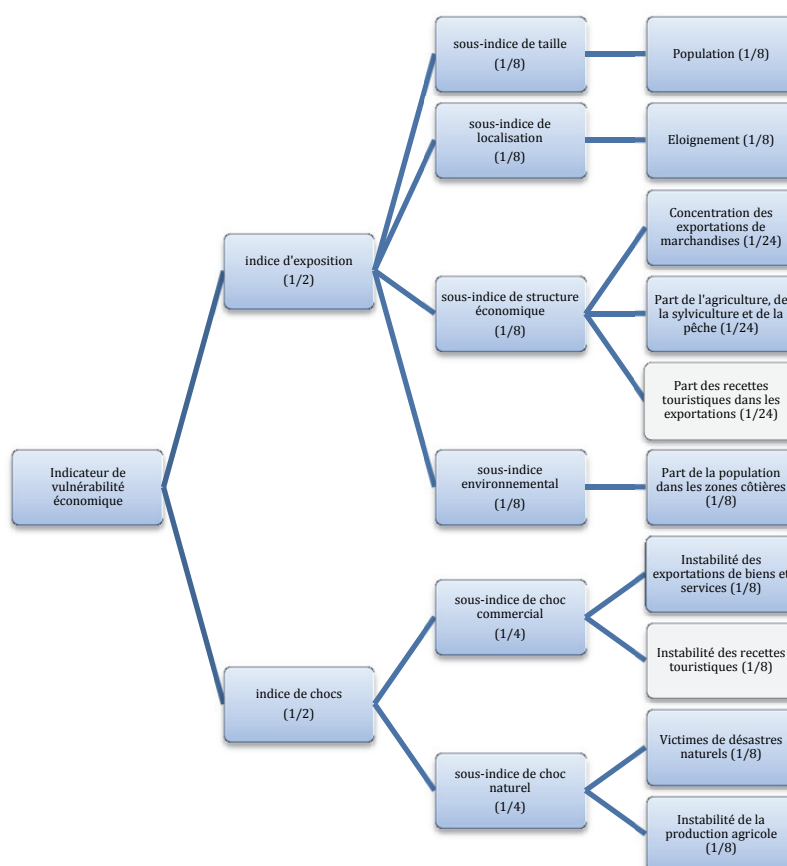 sous-indice de taille
(1/8)
Population (1/8)
sous-indice de
localisation
(1/8)
Eloignement (1/8)
Concentration des
exportations de
marchandises (1/24)
indice d'exposition
(1/2)
sous-indice de structure
économique
(1/8)
Part de l'agriculture, de
la sylviculture et de la
pêche (1/24)
Part des recettes
touristiques dans les
exportations (1/24)
Indicateur de
vulnérabilité
économique
sous-indice
environnemental
(1/8)
Part de la population
dans les zones côtières
(1/8)
Instabilité des
exportations de biens et
services (1/8)
sous-indice de choc
commercial
(1/4)
Instabilité des recettes
touristiques (1/8)
indice de chocs
(1/2)
Victimes de désastres
naturels (1/8)
sous-indice de choc
naturel
(1/4)
Instabilité de la
production agricole
(1/8)